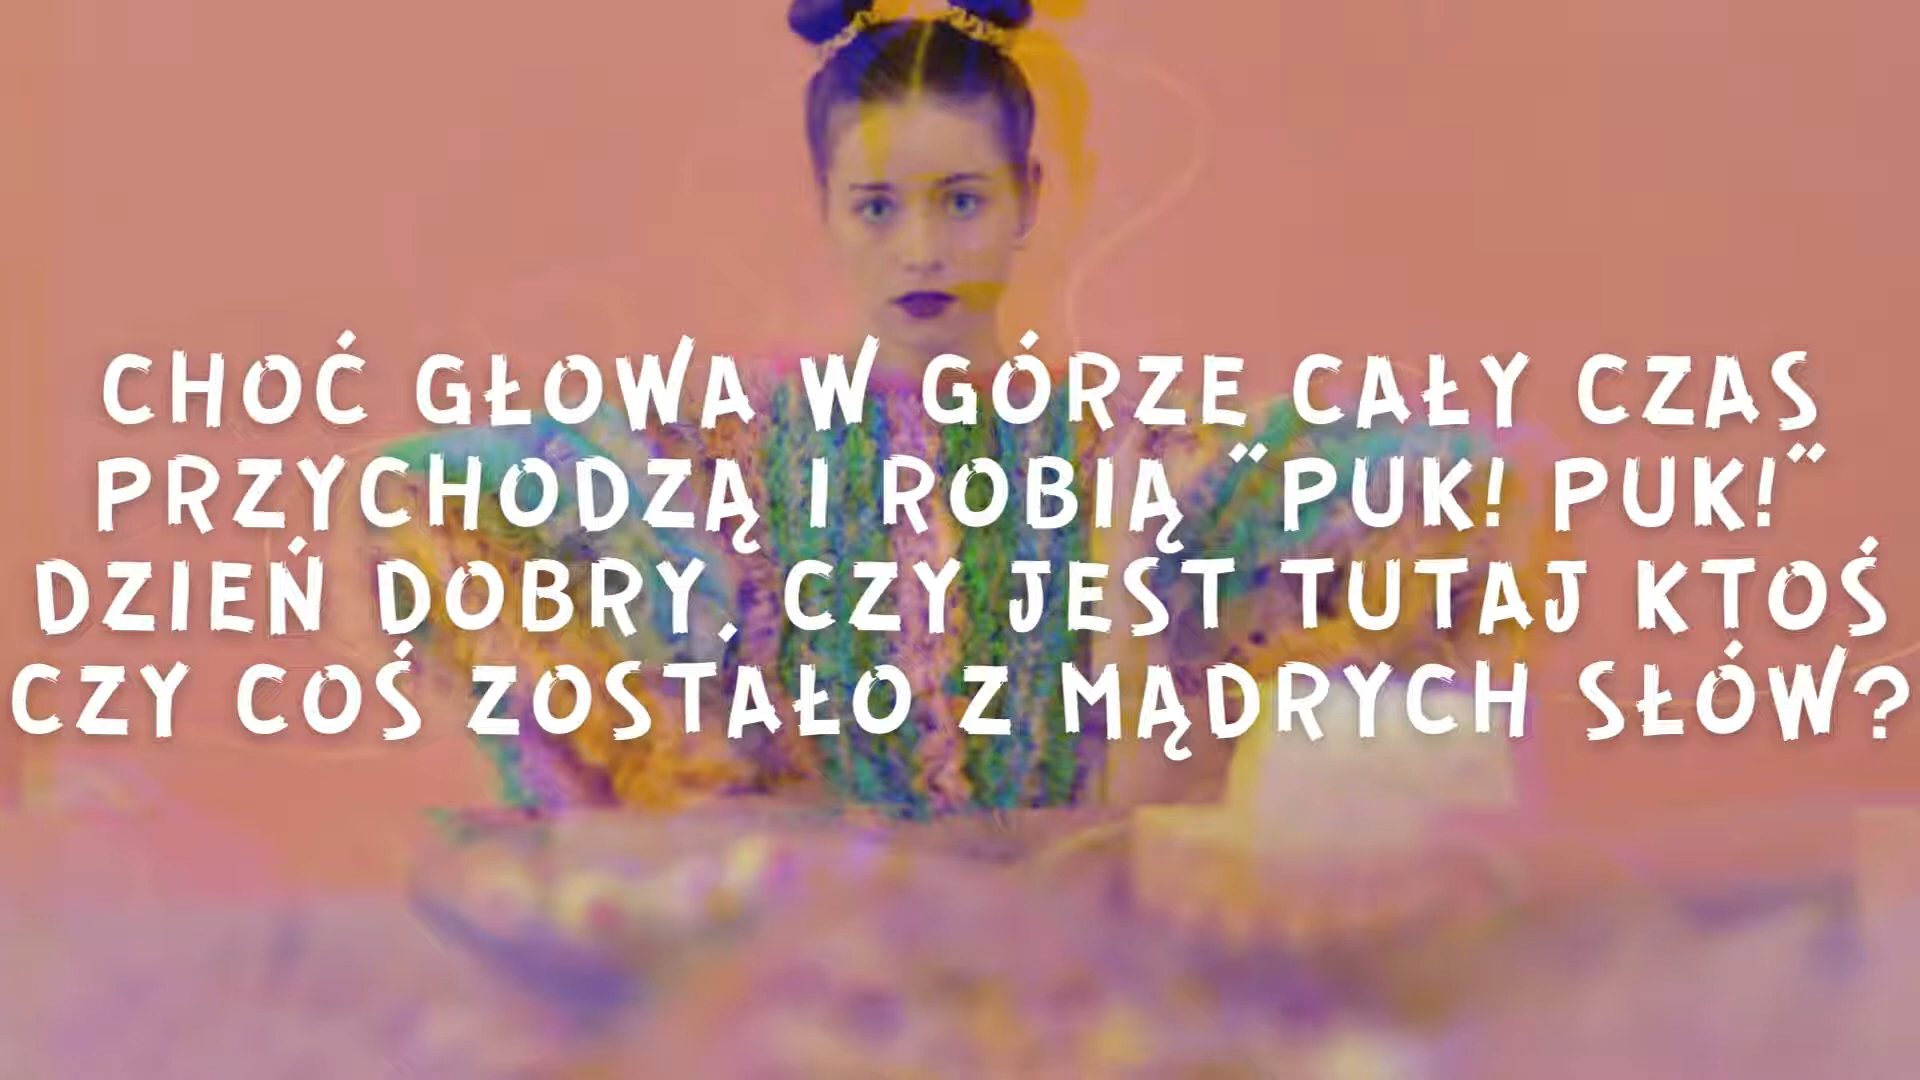 CHOĆ GŁOWA W GÓRZE CAŁY CZAS
PRZYCHODZĄ I ROBIĄ "PUK! PUK!"
DZIEŃ DOBRY, CZY JEST TUTAJ KTOŚ
CZY COŚ ZOSTAŁO Z MĄDRYCH SŁÓW?